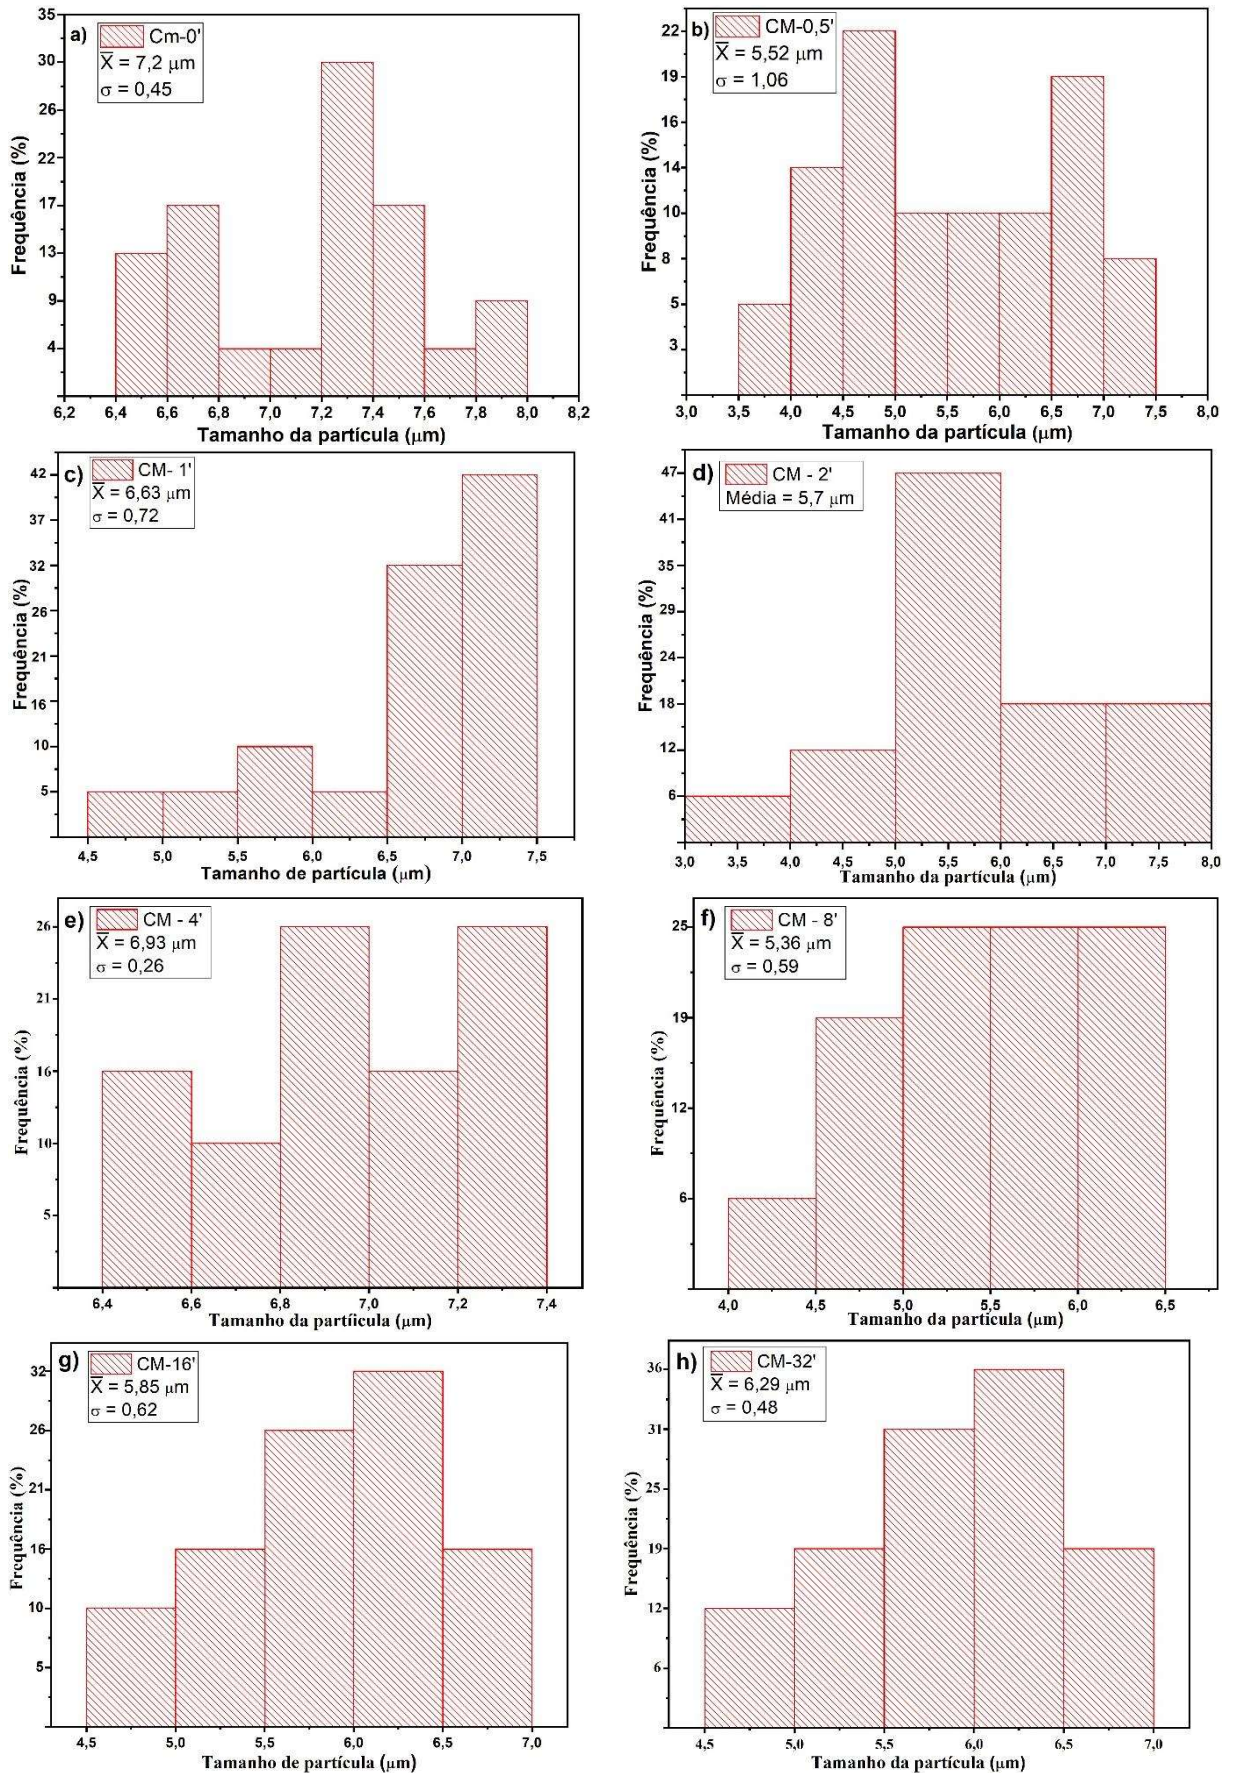 a)
Cm-0'
X̅ = 7,2 µm
σ = 0,45
Frequência (%)
35
30
26
22
17
13
9
4
6,2 6,4 6,6 6,8 7,0 7,2 7,4 7,6 7,8 8,0 8,2
Tamanho da partícula (µm)
b)
CM-0,5'
X̅ = 5,52 µm
σ = 1,06
Frequência (%)
22
19
16
14
10
8
5
3
3,0 3,5 4,0 4,5 5,0 5,5 6,0 6,5 7,0 7,5 8,0
Tamanho da partícula (µm)
c)
CM- 1'
X̅ = 6,63 µm
σ = 0,72
Frequência (%)
42
37
32
26
21
16
10
5
4,5 5,0 5,5 6,0 6,5 7,0 7,5
Tamanho de partícula (µm)
d)
CM - 2'
Média = 5,7 µm
Frequência (%)
47
41
35
29
24
18
12
6
3,0 3,5 4,0 4,5 5,0 5,5 6,0 6,5 7,0 7,5 8,0
Tamanho da partícula (µm)
e)
CM - 4'
X̅ = 6,93 µm
σ = 0,26
Frequência (%)
26
21
16
10
5
6,4 6,6 6,8 7,0 7,2 7,4
Tamanho da partíicula (µm)
f)
CM - 8'
X̅ = 5,36 µm
σ = 0,59
Frequência (%)
25
19
12
6
4,0 4,5 5,0 5,5 6,0 6,5
Tamanho da partícula (µm)
g)
CM-16'
X̅ = 5,85 µm
σ = 0,62
Frequência (%)
32
26
21
16
10
5
4,5 5,0 5,5 6,0 6,5 7,0
Tamanho de partícula (µm)
h)
CM-32'
X̅ = 6,29 µm
σ = 0,48
Frequência (%)
36
31
25
19
12
6
4,5 5,0 5,5 6,0 6,5 7,0
Tamanho da partícula (µm)